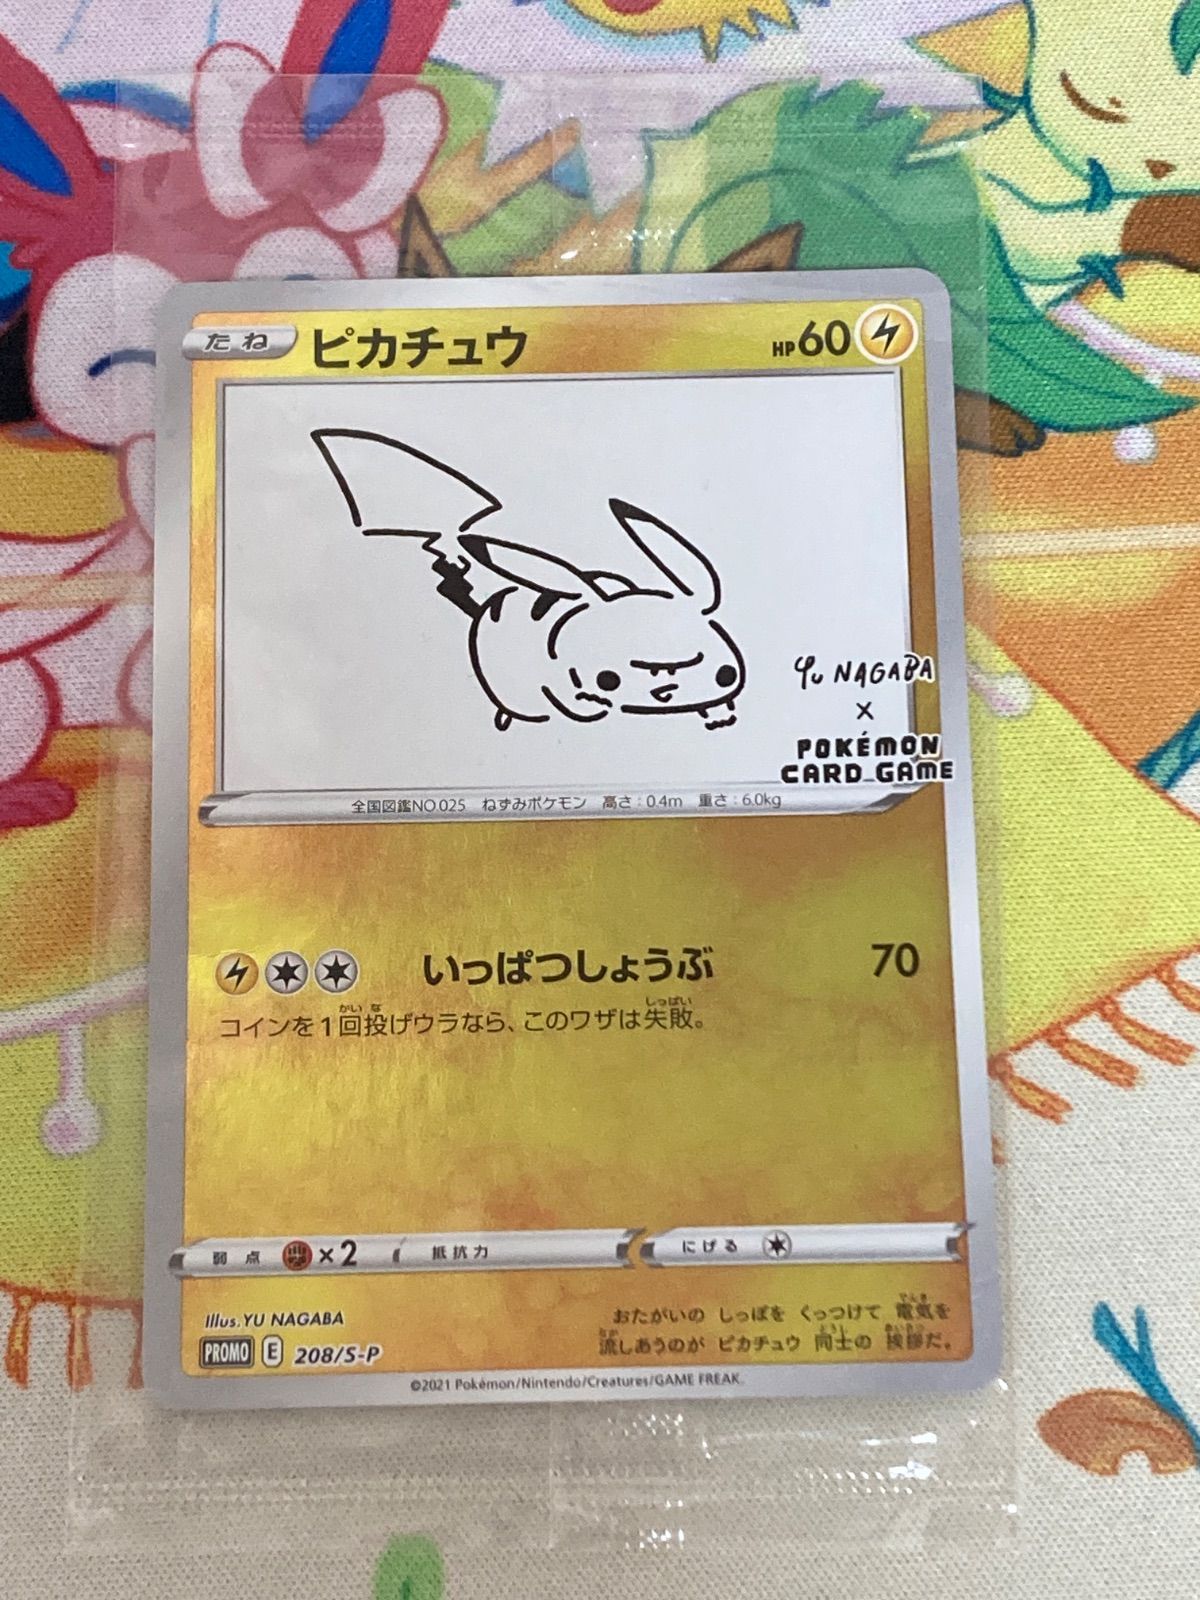 たね ピカチュウ HP60
YU NAGABA
×
POKÉMON
CARD GAME
全国図鑑NO.025 ねずみポケモン 高さ:0.4m 重さ:6.0kg
いっぱつしょうぶ 70
コインを1回投げウラなら、このワザは失敗。
弱点 ×2 抵抗力 にげる
Illus. YU NAGABA
おたがいの しっぽを くっつけて 電気を
流しあうのが ピカチュウ 同士の 挨拶だ。
PROMO E 208/S-P
©2021 Pokémon/Nintendo/Creatures/GAME FREAK.